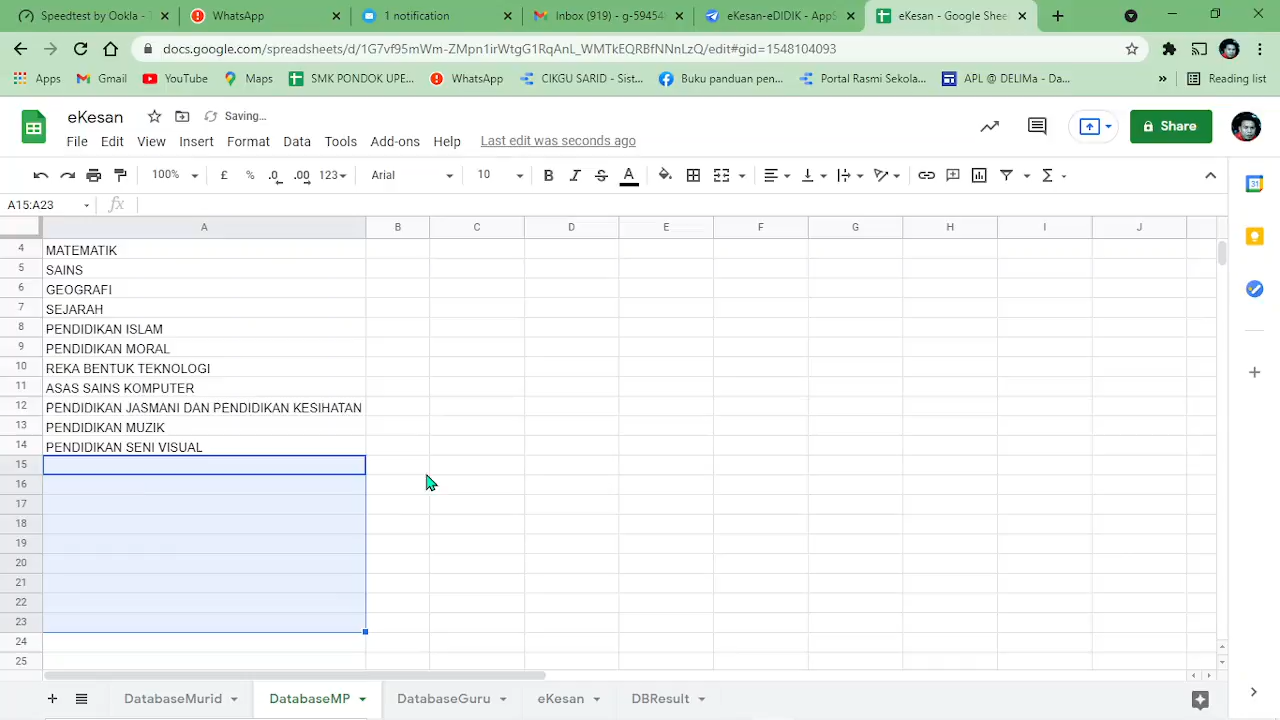 Speedtest by Ookla -
WhatsApp
1 notification
Inbox (919) - g-59454
eKesan-eDIDIK - AppS
eKesan - Google Shee
docs.google.com/spreadsheets/d/1G7vf95mWm-ZMpn1irWtgG1RqAnL_WMTkEQRBfNNnLzQ/edit#gid=1548104093
Apps
Gmail
YouTube
Maps
SMK PONDOK UPE...
WhatsApp
CIKGU SARID - Sist...
Buku panduan pen...
Portal Rasmi Sekola...
APL @ DELIMa - Da...
»
Reading list
eKesan
Saving…
Share
File Edit View Insert Format Data Tools Add-ons Help
Last edit was seconds ago
100% £ % .0 .00 123 Arial 10 B I S A Σ
A15:A23
fx
A B C D E F G H I J
4 MATEMATIK
5 SAINS
6 GEOGRAFI
7 SEJARAH
8 PENDIDIKAN ISLAM
9 PENDIDIKAN MORAL
10 REKA BENTUK TEKNOLOGI
11 ASAS SAINS KOMPUTER
12 PENDIDIKAN JASMANI DAN PENDIDIKAN KESIHATAN
13 PENDIDIKAN MUZIK
14 PENDIDIKAN SENI VISUAL
15
16
17
18
19
20
21
22
23
24
25
DatabaseMurid
DatabaseMP
DatabaseGuru
eKesan
DBResult
31